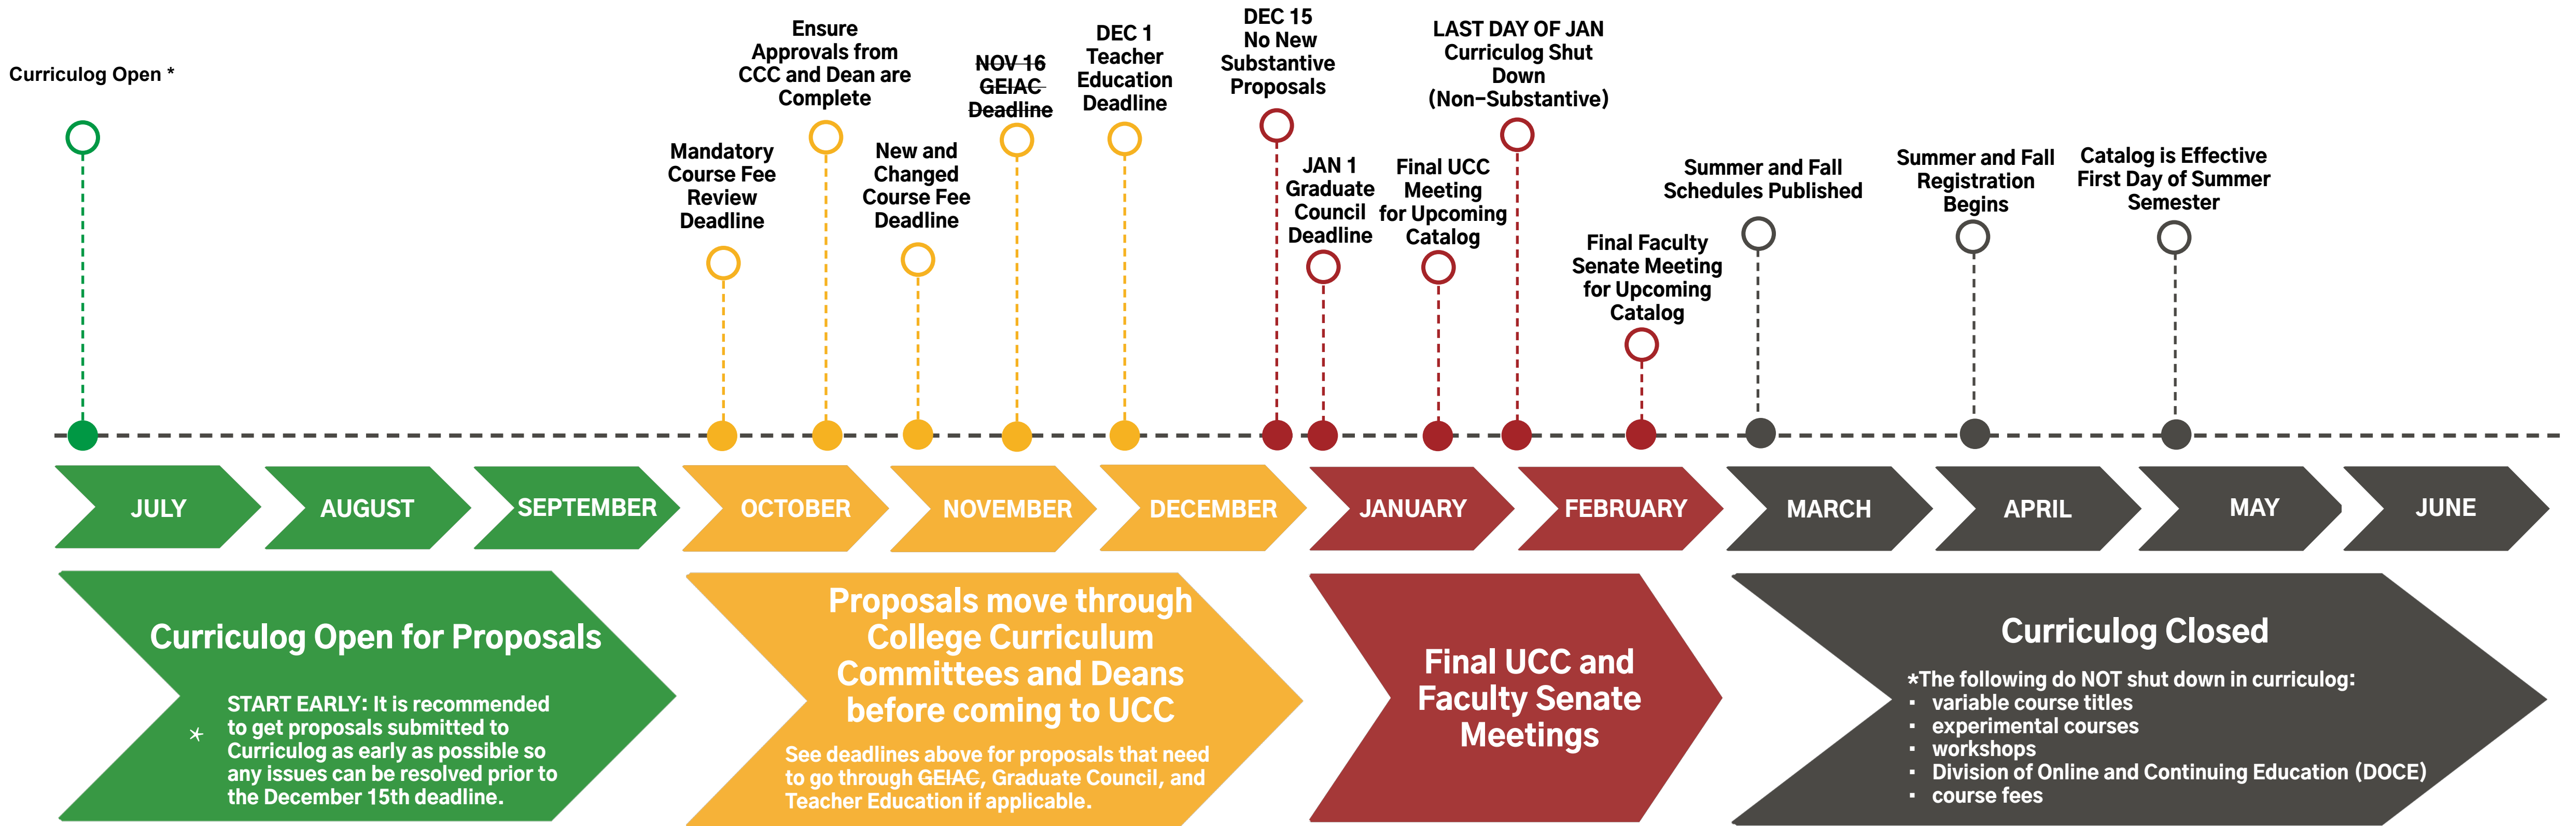 Curriculog Open *
Mandatory
Course Fee
Review
Deadline
Ensure
Approvals from
CCC and Dean are
Complete
New and
Changed
Course Fee
Deadline
NOV 16
GEIAC
Deadline
DEC 1
Teacher
Education
Deadline
DEC 15
No New
Substantive
Proposals
JAN 1
Graduate
Council
Deadline
Final UCC
Meeting
for Upcoming
Catalog
LAST DAY OF JAN
Curriculog Shut
Down
(Non-Substantive)
Final Faculty
Senate Meeting
for Upcoming
Catalog
Summer and Fall
Schedules Published
Summer and Fall
Registration
Begins
Catalog is Effective
First Day of Summer
Semester
JULY
AUGUST
SEPTEMBER
OCTOBER
NOVEMBER
DECEMBER
JANUARY
FEBRUARY
MARCH
APRIL
MAY
JUNE
Curriculog Open for Proposals
START EARLY: It is recommended
to get proposals submitted to
* Curriculog as early as possible so
any issues can be resolved prior to
the December 15th deadline.
Proposals move through
College Curriculum
Committees and Deans
before coming to UCC
See deadlines above for proposals that need
to go through GEIAC, Graduate Council, and
Teacher Education if applicable.
Final UCC and
Faculty Senate
Meetings
Curriculog Closed
*The following do NOT shut down in curriculog:
· variable course titles
· experimental courses
· workshops
· Division of Online and Continuing Education (DOCE)
· course fees